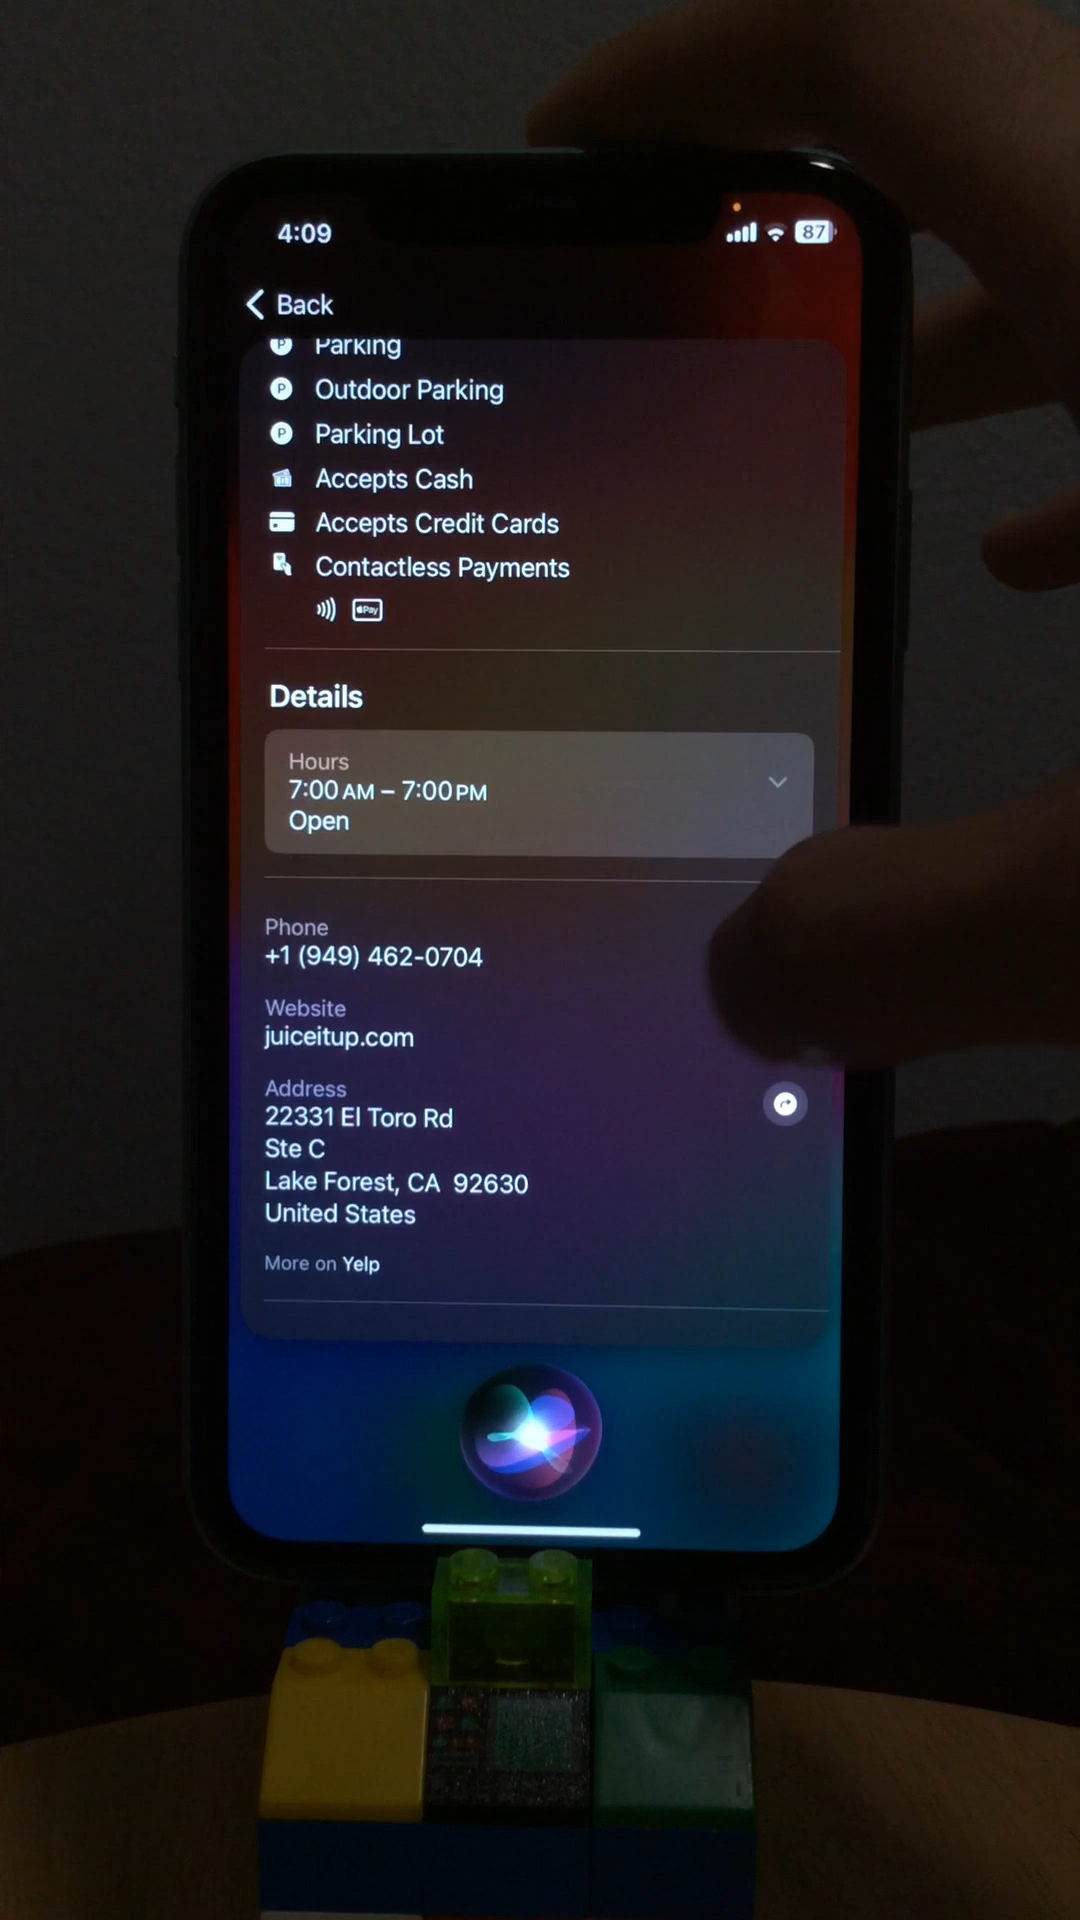 4:09
87
Back
Parking
Outdoor Parking
Parking Lot
Accepts Cash
Accepts Credit Cards
Contactless Payments
Pay
Details
Hours
7:00 AM – 7:00 PM
Open
Phone
+1 (949) 462-0704
Website
juiceitup.com
Address
22331 El Toro Rd
Ste C
Lake Forest, CA 92630
United States
More on Yelp